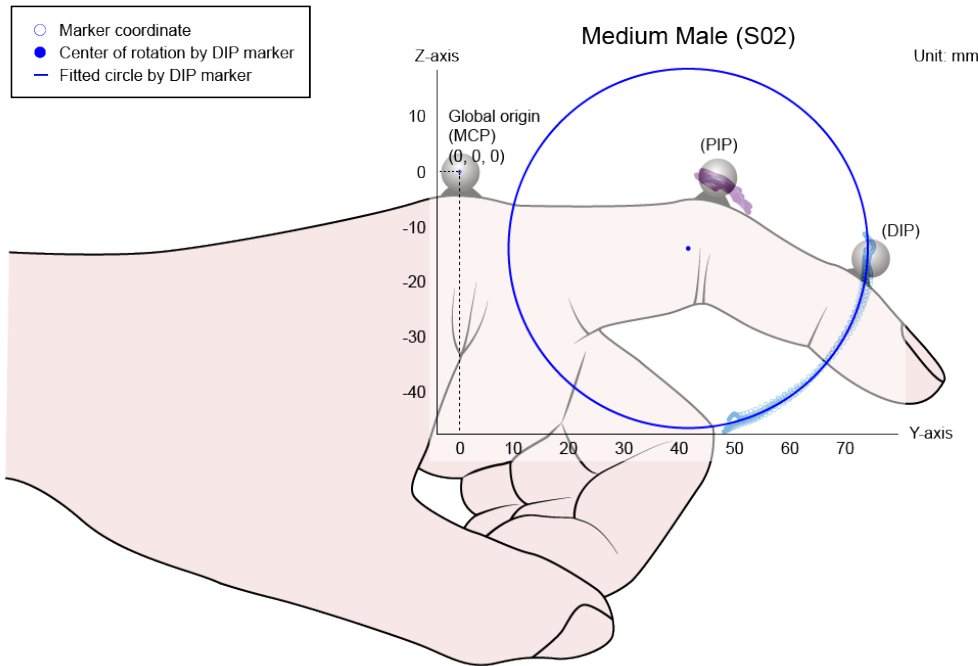 Marker coordinate
Center of rotation by DIP marker
Fitted circle by DIP marker
Medium Male (S02)
Z-axis
Unit: mm
10
Global origin
(MCP)
(0, 0, 0)
(PIP)
0
-10
(DIP)
-20
-30
-40
Y-axis
0 10 20 30 40 50 60 70